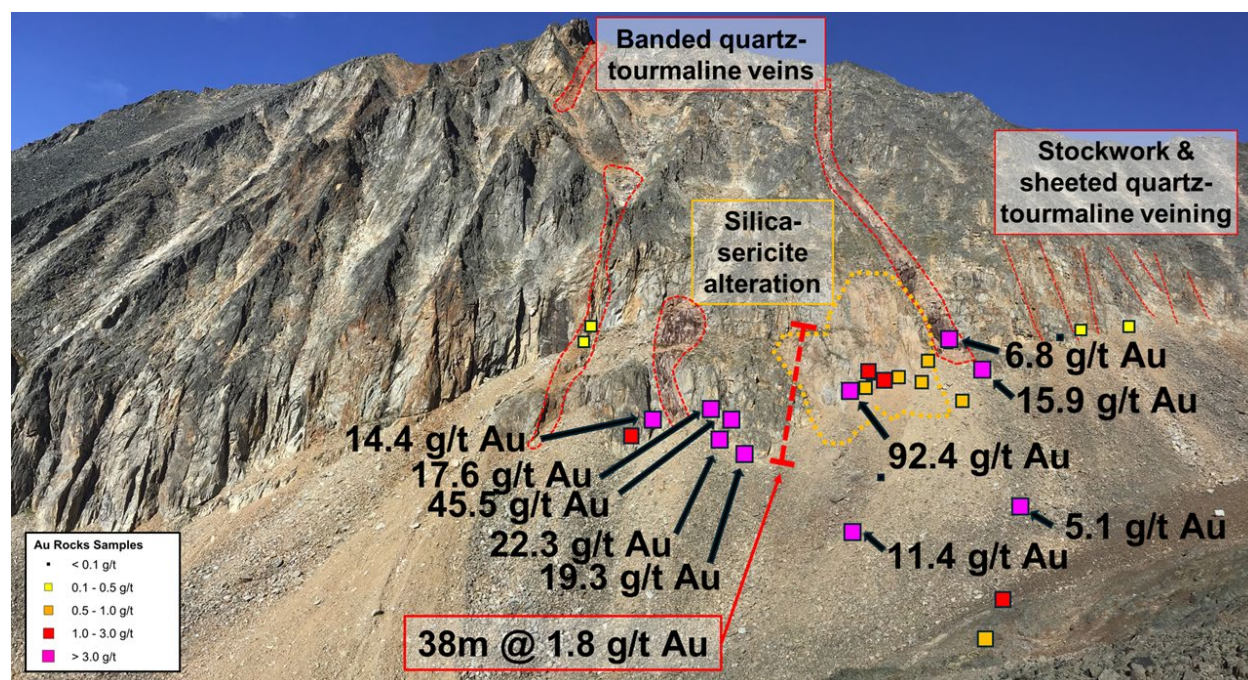 Banded quartz-
tourmaline veins
Stockwork &
sheeted quartz-
tourmaline veining
Silica-
sericite
alteration
6.8 g/t Au
15.9 g/t Au
14.4 g/t Au
17.6 g/t Au
45.5 g/t Au
92.4 g/t Au
22.3 g/t Au
19.3 g/t Au
5.1 g/t Au
11.4 g/t Au
38m @ 1.8 g/t Au
Au Rocks Samples
< 0.1 g/t
0.1 - 0.5 g/t
0.5 - 1.0 g/t
1.0 - 3.0 g/t
> 3.0 g/t